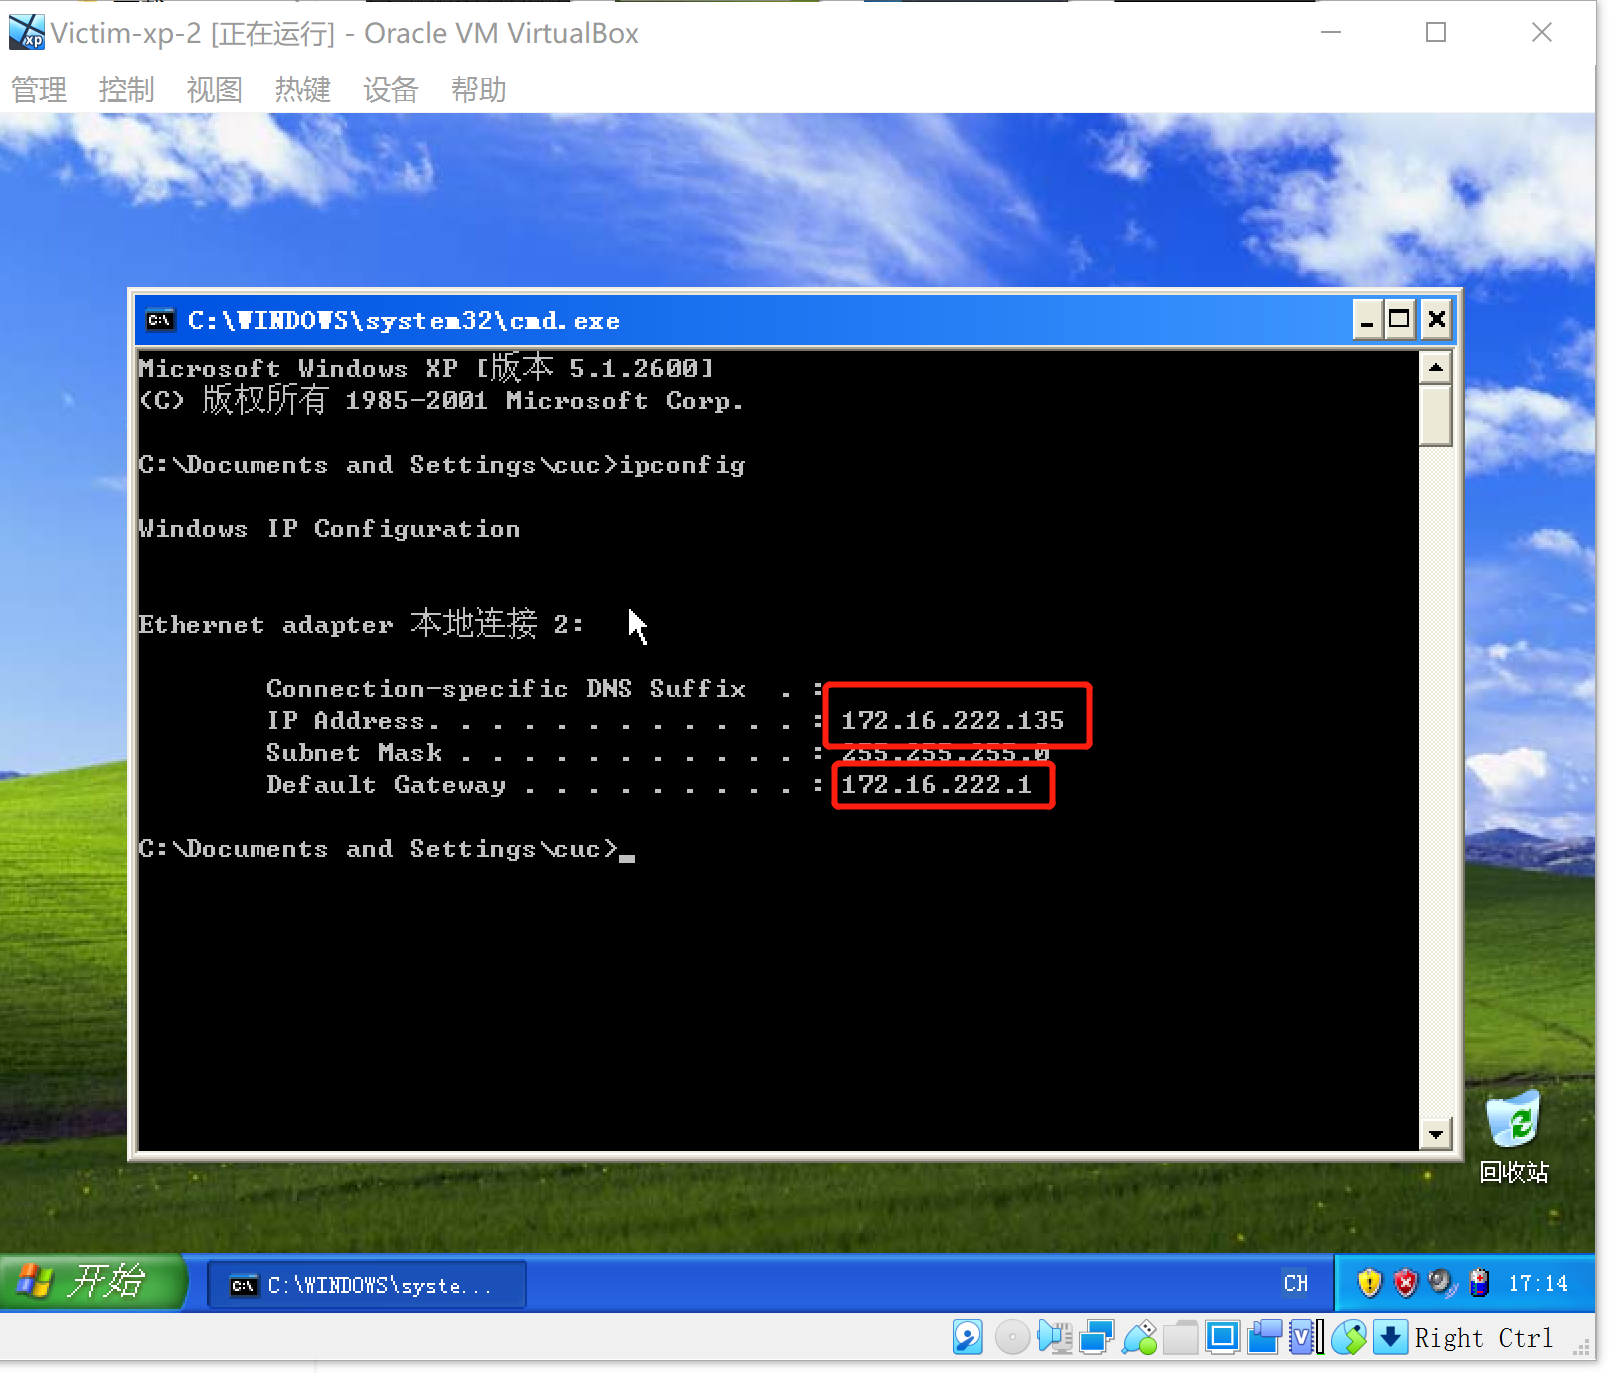 Victim-xp-2 [正在运行] - Oracle VM VirtualBox
管理 控制 视图 热键 设备 帮助
C:\WINDOWS\system32\cmd.exe
Microsoft Windows XP [版本 5.1.2600]
(C) 版权所有 1985-2001 Microsoft Corp.
C:\Documents and Settings\cuc>ipconfig
Windows IP Configuration
Ethernet adapter 本地连接 2:
Connection-specific DNS Suffix . :
IP Address. . . . . . . . . . . . : 172.16.222.135
Subnet Mask . . . . . . . . . . . : 255.255.255.0
Default Gateway . . . . . . . . . : 172.16.222.1
C:\Documents and Settings\cuc>_
回收站
开始 C:\WINDOWS\syste... CH 17:14
Right Ctrl